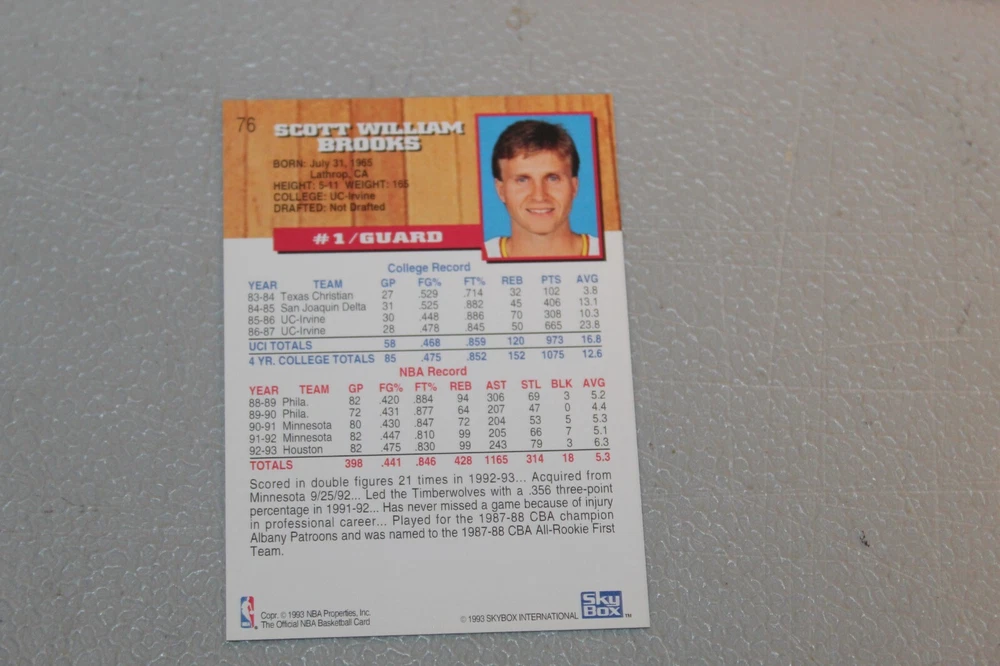 76
SCOTT WILLIAM
BROOKS
BORN: July 31, 1965
Lathrop, CA
HEIGHT: 5-11 WEIGHT: 165
COLLEGE: UC-Irvine
DRAFTED: Not Drafted
#1/GUARD
College Record
YEAR TEAM GP FG% FT% REB PTS AVG
83-84 Texas Christian 27 .529 .714 32 102 3.8
84-85 San Joaquin Delta 31 .525 .882 45 406 13.1
85-86 UC-Irvine 30 .448 .886 70 308 10.3
86-87 UC-Irvine 28 .478 .845 50 665 23.8
UCI TOTALS 58 .468 .859 120 973 16.8
4 YR. COLLEGE TOTALS 85 .475 .852 152 1075 12.6
NBA Record
YEAR TEAM GP FG% FT% REB AST STL BLK AVG
88-89 Phila. 82 .420 .884 94 306 69 3 5.2
89-90 Phila. 72 .431 .877 64 207 47 0 4.4
90-91 Minnesota 80 .430 .847 72 204 53 5 5.3
91-92 Minnesota 82 .447 .810 99 205 66 7 5.1
92-93 Houston 82 .475 .830 99 243 79 3 6.3
TOTALS 398 .441 .846 428 1165 314 18 5.3
Scored in double figures 21 times in 1992-93... Acquired from
Minnesota 9/25/92... Led the Timberwolves with a .356 three-point
percentage in 1991-92... Has never missed a game because of injury
in professional career... Played for the 1987-88 CBA champion
Albany Patroons and was named to the 1987-88 CBA All-Rookie First
Team.
Copr. © 1993 NBA Properties, Inc.
The Official NBA Basketball Card
© 1993 SKYBOX INTERNATIONAL
Sky
Box™